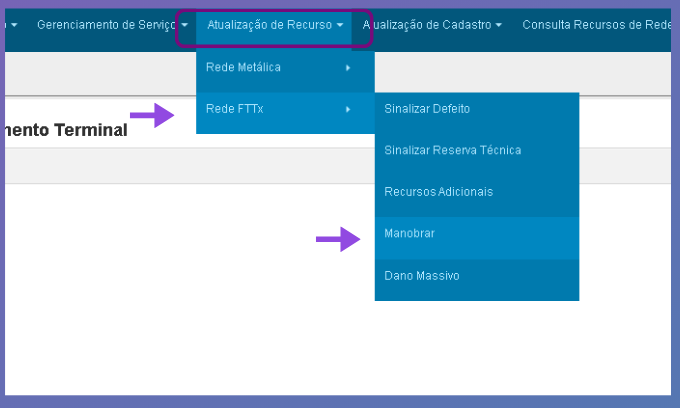 Gerenciamento de Serviço
Atualização de Recurso
Atualização de Cadastro
Consulta Recursos de Rede
Rede Metálica
Rede FTTx
Sinalizar Defeito
mento Terminal
Sinalizar Reserva Técnica
Recursos Adicionais
Manobrar
Dano Massivo